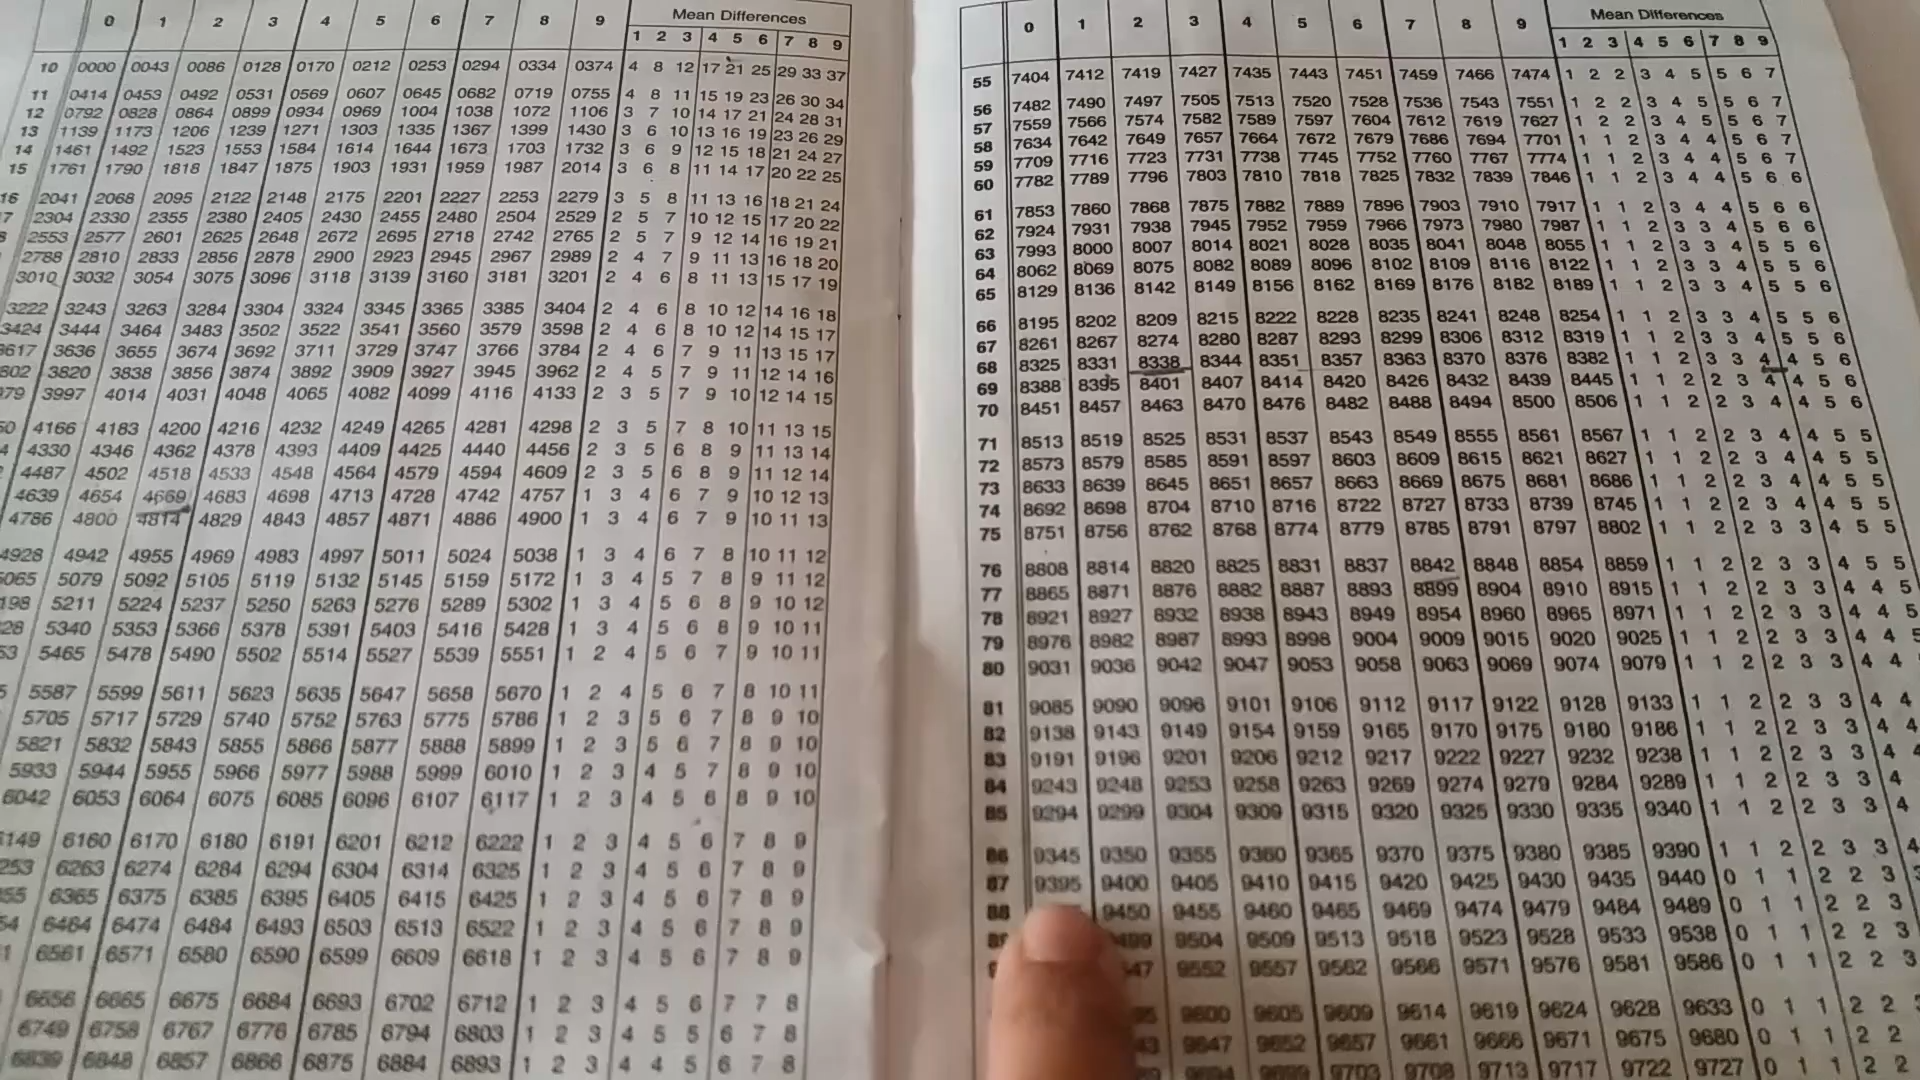 0 1 2 3 4 5 6 7 8 9 Mean Differences
1 2 3 4 5 6 7 8 9
10 0000 0043 0086 0128 0170 0212 0253 0294 0334 0374 4 8 12 17 21 25 29 33 37
11 0414 0453 0492 0531 0569 0607 0645 0682 0719 0755 4 8 11 15 19 23 26 30 34
12 0792 0828 0864 0899 0934 0969 1004 1038 1072 1106 3 7 10 14 17 21 24 28 31
13 1139 1173 1206 1239 1271 1303 1335 1367 1399 1430 3 6 10 13 16 19 23 26 29
14 1461 1492 1523 1553 1584 1614 1644 1673 1703 1732 3 6 9 12 15 18 21 24 27
15 1761 1790 1818 1847 1875 1903 1931 1959 1987 2014 3 6 8 11 14 17 20 22 25
16 2041 2068 2095 2122 2148 2175 2201 2227 2253 2279 3 5 8 11 13 16 18 21 24
7 2304 2330 2355 2380 2405 2430 2455 2480 2504 2529 2 5 7 10 12 15 17 20 22
2553 2577 2601 2625 2648 2672 2695 2718 2742 2765 2 5 7 9 12 14 16 19 21
2788 2810 2833 2856 2878 2900 2923 2945 2967 2989 2 4 7 9 11 13 16 18 20
3010 3032 3054 3075 3096 3118 3139 3160 3181 3201 2 4 6 8 11 13 15 17 19
3222 3243 3263 3284 3304 3324 3345 3365 3385 3404 2 4 6 8 10 12 14 16 18
3424 3444 3464 3483 3502 3522 3541 3560 3579 3598 2 4 6 8 10 12 14 15 17
3617 3636 3655 3674 3692 3711 3729 3747 3766 3784 2 4 6 7 9 11 13 15 17
802 3820 3838 3856 3874 3892 3909 3927 3945 3962 2 4 5 7 9 11 12 14 16
979 3997 4014 4031 4048 4065 4082 4099 4116 4133 2 3 5 7 9 10 12 14 15
50 4166 4183 4200 4216 4232 4249 4265 4281 4298 2 3 5 7 8 10 11 13 15
4330 4346 4362 4378 4393 4409 4425 4440 4456 2 3 5 6 8 9 11 13 14
4487 4502 4518 4533 4548 4564 4579 4594 4609 2 3 5 6 8 9 11 12 14
4639 4654 4669 4683 4698 4713 4728 4742 4757 1 3 4 6 7 9 10 12 13
4786 4800 4814 4829 4843 4857 4871 4886 4900 1 3 4 6 7 9 10 11 13
4928 4942 4955 4969 4983 4997 5011 5024 5038 1 3 4 6 7 8 10 11 12
065 5079 5092 5105 5119 5132 5145 5159 5172 1 3 4 5 7 8 9 11 12
198 5211 5224 5237 5250 5263 5276 5289 5302 1 3 4 5 6 8 9 10 12
28 5340 5353 5366 5378 5391 5403 5416 5428 1 3 4 5 6 8 9 10 11
53 5465 5478 5490 5502 5514 5527 5539 5551 1 2 4 5 6 7 9 10 11
5 5587 5599 5611 5623 5635 5647 5658 5670 1 2 4 5 6 7 8 10 11
5705 5717 5729 5740 5752 5763 5775 5786 1 2 3 5 6 7 8 9 10
5821 5832 5843 5855 5866 5877 5888 5899 1 2 3 5 6 7 8 9 10
5933 5944 5955 5966 5977 5988 5999 6010 1 2 3 4 5 7 8 9 10
6042 6053 6064 6075 6085 6096 6107 6117 1 2 3 4 5 6 8 9 10
6149 6160 6170 6180 6191 6201 6212 6222 1 2 3 4 5 6 7 8 9
253 6263 6274 6284 6294 6304 6314 6325 1 2 3 4 5 6 7 8 9
55 6365 6375 6385 6395 6405 6415 6425 1 2 3 4 5 6 7 8 9
54 6464 6474 6484 6493 6503 6513 6522 1 2 3 4 5 6 7 8 9
1 6561 6571 6580 6590 6599 6609 6618 1 2 3 4 5 6 7 8 9
6656 6665 6675 6684 6693 6702 6712 1 2 3 4 5 6 7 7 8
6749 6758 6767 6776 6785 6794 6803 1 2 3 4 5 5 6 7 8
6839 6848 6857 6866 6875 6884 6893 1 2 3 4 4 5 6 7 8
0 1 2 3 4 5 6 7 8 9 Mean Differences
1 2 3 4 5 6 7 8 9
55 7404 7412 7419 7427 7435 7443 7451 7459 7466 7474 1 2 2 3 4 5 5 6 7
56 7482 7490 7497 7505 7513 7520 7528 7536 7543 7551 1 2 2 3 4 5 5 6 7
57 7559 7566 7574 7582 7589 7597 7604 7612 7619 7627 1 2 2 3 4 5 5 6 7
58 7634 7642 7649 7657 7664 7672 7679 7686 7694 7701 1 1 2 3 4 4 5 6 7
59 7709 7716 7723 7731 7738 7745 7752 7760 7767 7774 1 1 2 3 4 4 5 6 7
60 7782 7789 7796 7803 7810 7818 7825 7832 7839 7846 1 1 2 3 4 4 5 6 6
61 7853 7860 7868 7875 7882 7889 7896 7903 7910 7917 1 1 2 3 4 4 5 6 6
62 7924 7931 7938 7945 7952 7959 7966 7973 7980 7987 1 1 2 3 3 4 5 6 6
63 7993 8000 8007 8014 8021 8028 8035 8041 8048 8055 1 1 2 3 3 4 5 5 6
64 8062 8069 8075 8082 8089 8096 8102 8109 8116 8122 1 1 2 3 3 4 5 5 6
65 8129 8136 8142 8149 8156 8162 8169 8176 8182 8189 1 1 2 3 3 4 5 5 6
66 8195 8202 8209 8215 8222 8228 8235 8241 8248 8254 1 1 2 3 3 4 5 5 6
67 8261 8267 8274 8280 8287 8293 8299 8306 8312 8319 1 1 2 3 3 4 5 5 6
68 8325 8331 8338 8344 8351 8357 8363 8370 8376 8382 1 1 2 3 3 4 4 5 6
69 8388 8395 8401 8407 8414 8420 8426 8432 8439 8445 1 1 2 2 3 4 4 5 6
70 8451 8457 8463 8470 8476 8482 8488 8494 8500 8506 1 1 2 2 3 4 4 5 6
71 8513 8519 8525 8531 8537 8543 8549 8555 8561 8567 1 1 2 2 3 4 4 5 5
72 8573 8579 8585 8591 8597 8603 8609 8615 8621 8627 1 1 2 2 3 4 4 5 5
73 8633 8639 8645 8651 8657 8663 8669 8675 8681 8686 1 1 2 2 3 4 4 5 5
74 8692 8698 8704 8710 8716 8722 8727 8733 8739 8745 1 1 2 2 3 4 4 5 5
75 8751 8756 8762 8768 8774 8779 8785 8791 8797 8802 1 1 2 2 3 3 4 5 5
76 8808 8814 8820 8825 8831 8837 8842 8848 8854 8859 1 1 2 2 3 3 4 5 5
77 8865 8871 8876 8882 8887 8893 8899 8904 8910 8915 1 1 2 2 3 3 4 4 5
78 8921 8927 8932 8938 8943 8949 8954 8960 8965 8971 1 1 2 2 3 3 4 4 5
79 8976 8982 8987 8993 8998 9004 9009 9015 9020 9025 1 1 2 2 3 3 4 4 5
80 9031 9036 9042 9047 9053 9058 9063 9069 9074 9079 1 1 2 2 3 3 4 4
81 9085 9090 9096 9101 9106 9112 9117 9122 9128 9133 1 1 2 2 3 3 4 4
82 9138 9143 9149 9154 9159 9165 9170 9175 9180 9186 1 1 2 2 3 3 4 4
83 9191 9196 9201 9206 9212 9217 9222 9227 9232 9238 1 1 2 2 3 3 4 4
84 9243 9248 9253 9258 9263 9269 9274 9279 9284 9289 1 1 2 2 3 3 4
85 9294 9299 9304 9309 9315 9320 9325 9330 9335 9340 1 1 2 2 3 3 4
86 9345 9350 9355 9360 9365 9370 9375 9380 9385 9390 1 1 2 2 3 3 4
87 9395 9400 9405 9410 9415 9420 9425 9430 9435 9440 0 1 1 2 2 3
88 9450 9455 9460 9465 9469 9474 9479 9484 9489 0 1 1 2 2 3
9504 9509 9513 9518 9523 9528 9533 9538 0 1 1 2 2 3
47 9552 9557 9562 9566 9571 9576 9581 9586 0 1 1 2 2 3
9600 9605 9609 9614 9619 9624 9628 9633 0 1 1 2 2
43 9647 9652 9657 9661 9666 9671 9675 9680 0 1 1 2 2
9694 9699 9703 9708 9713 9717 9722 9727 0 1 1 2 2